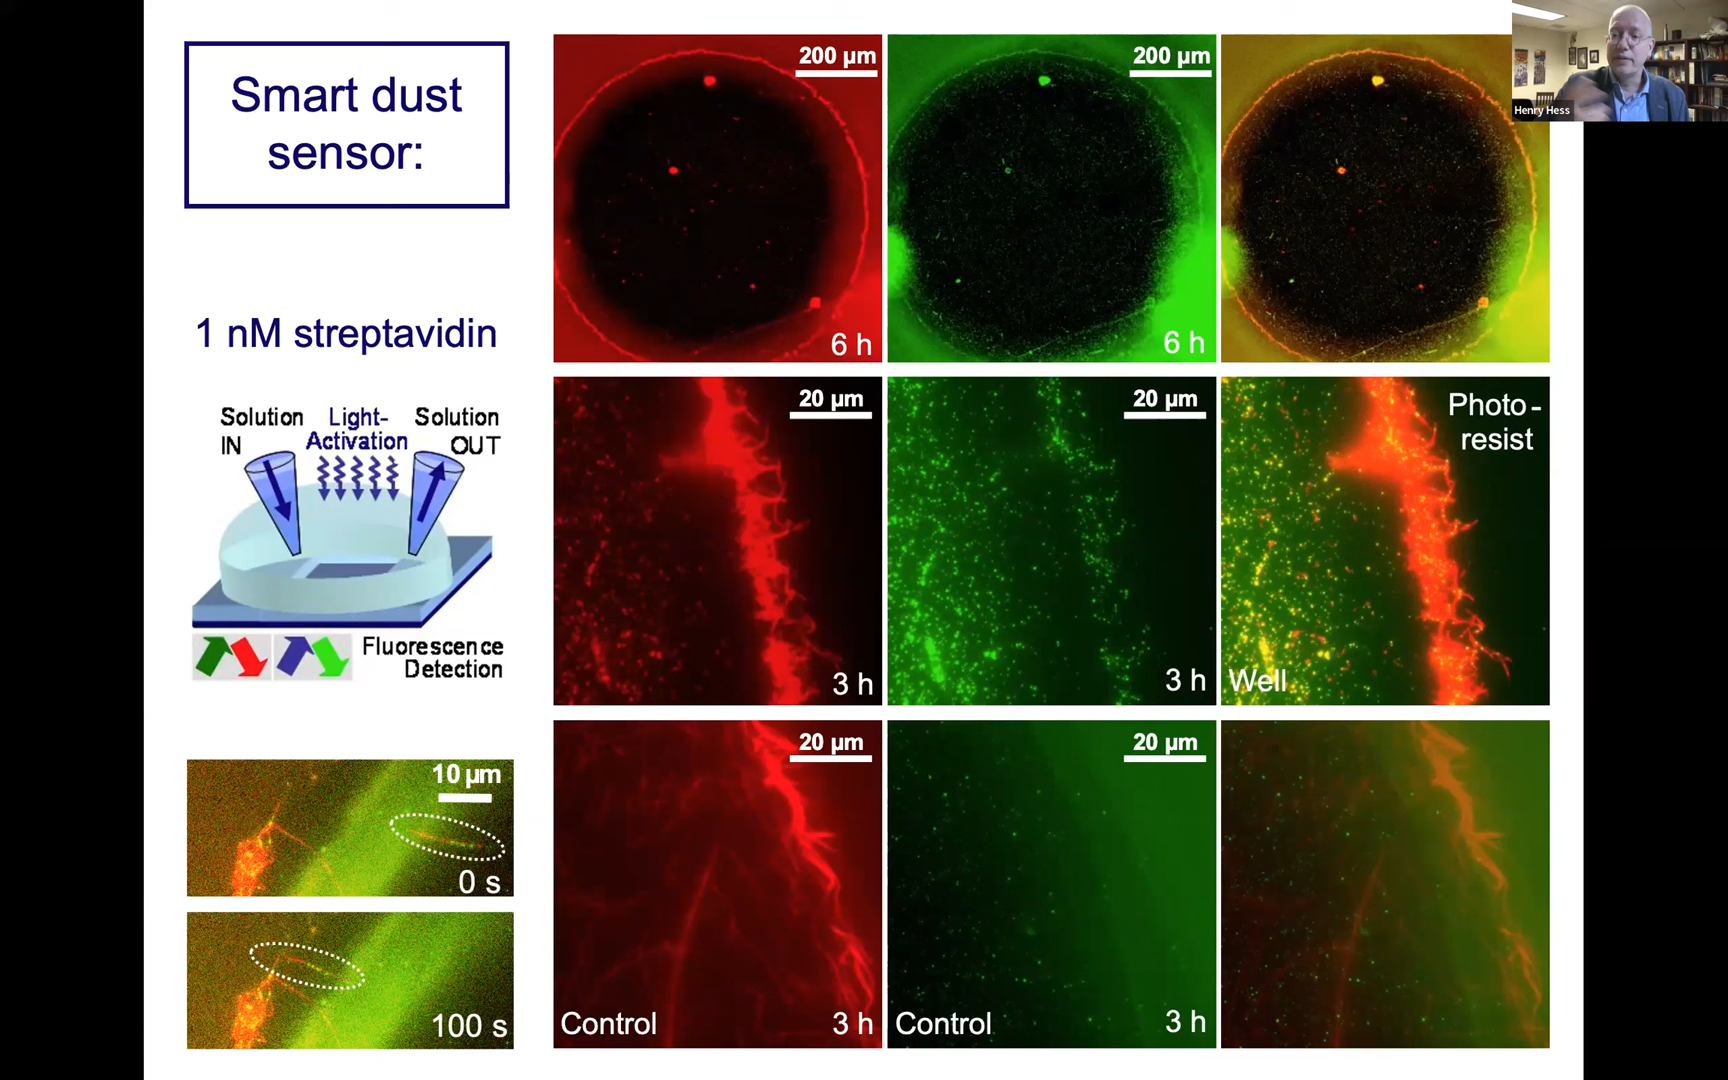 Smart dust
sensor:
1 nM streptavidin
Solution
IN
Light-
Activation
Solution
OUT
Fluorescence
Detection
10 µm
0 s
100 s
200 µm
6 h
200 µm
6 h
20 µm
3 h
20 µm
3 h
Photo-
resist
Well
20 µm
Control
3 h
20 µm
Control
3 h
Henry Hess